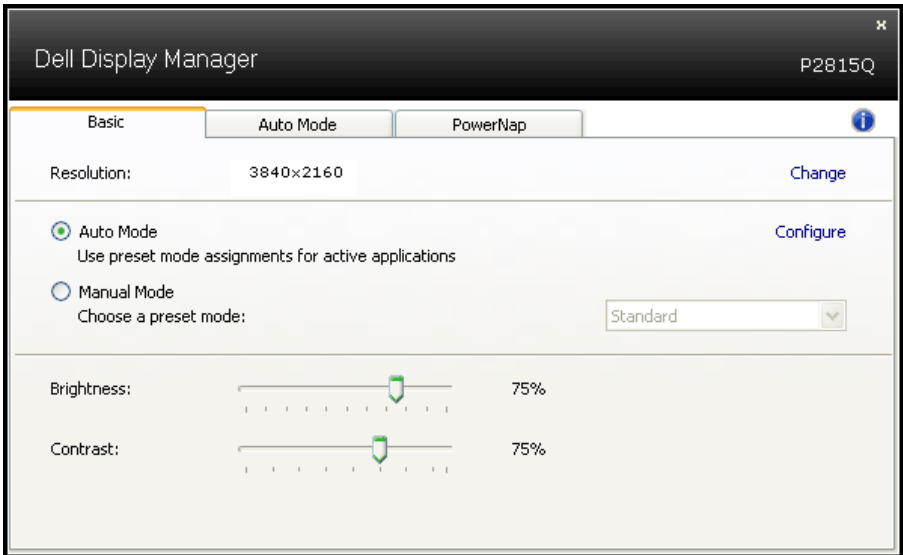 x
Dell Display Manager
P2815Q
Basic Auto Mode PowerNap i
Resolution: 3840x2160 Change
Auto Mode Configure
Use preset mode assignments for active applications
Manual Mode
Choose a preset mode: Standard
Brightness: 75%
Contrast: 75%